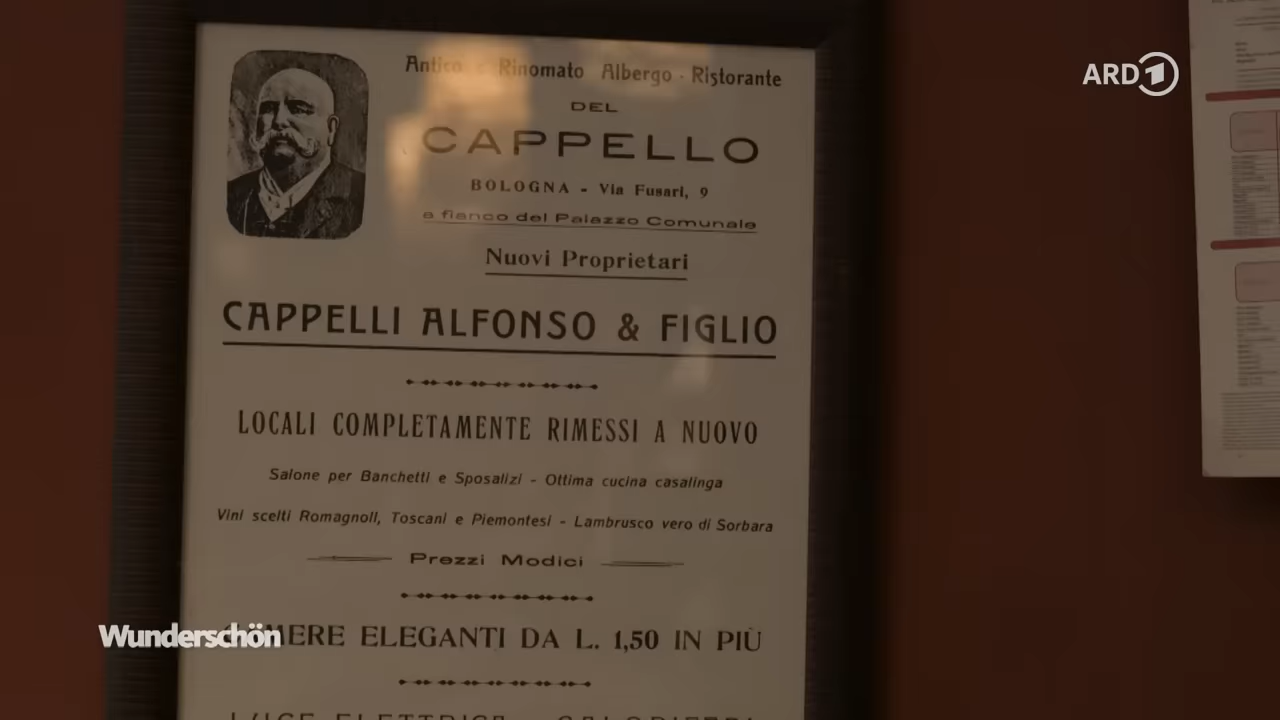 Antico e Rinomato Albergo - Ristorante
DEL
CAPPELLO
BOLOGNA - Via Fusari, 9
a fianco del Palazzo Comunale
Nuovi Proprietari
CAPPELLI ALFONSO & FIGLIO
LOCALI COMPLETAMENTE RIMESSI A NUOVO
Salone per Banchetti e Sposalizi - Ottima cucina casalinga
Vini scelti Romagnoli, Toscani e Piemontesi - Lambrusco vero di Sorbara
Prezzi Modici
CAMERE ELEGANTI DA L. 1,50 IN PIÙ
ARD 1
Wunderschön